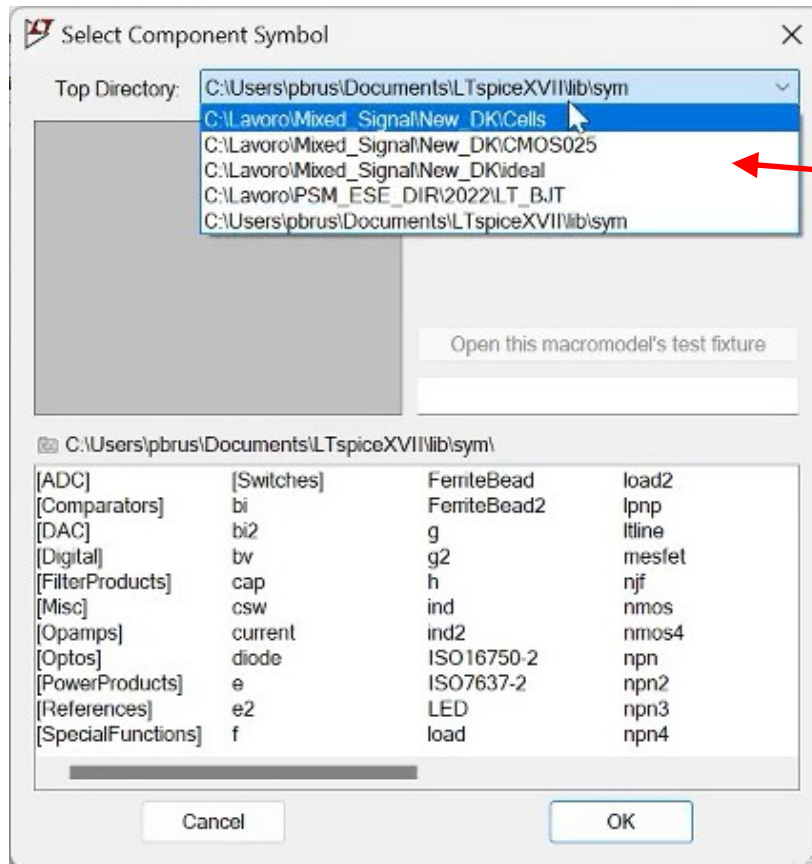 Select Component Symbol
Top Directory: C:\Users\pbrus\Documents\LTspiceXVII\lib\sym
C:\Lavoro\Mixed_Signal\New_DK\Cells
C:\Lavoro\Mixed_Signal\New_DK\CMOS025
C:\Lavoro\Mixed_Signal\New_DK\ideal
C:\Lavoro\PSM_ESE_DIR\2022\LT_BJT
C:\Users\pbrus\Documents\LTspiceXVII\lib\sym
Open this macromodel's test fixture
C:\Users\pbrus\Documents\LTspiceXVII\lib\sym\
[ADC] [Switches] FerriteBead load2
[Comparators] bi FerriteBead2 lpnp
[DAC] bi2 g ltline
[Digital] bv g2 mesfet
[FilterProducts] cap h njf
[Misc] csw ind nmos
[Opamps] current ind2 nmos4
[Optos] diode ISO16750-2 npn
[PowerProducts] e ISO7637-2 npn2
[References] e2 LED npn3
[SpecialFunctions] f load npn4
Cancel OK